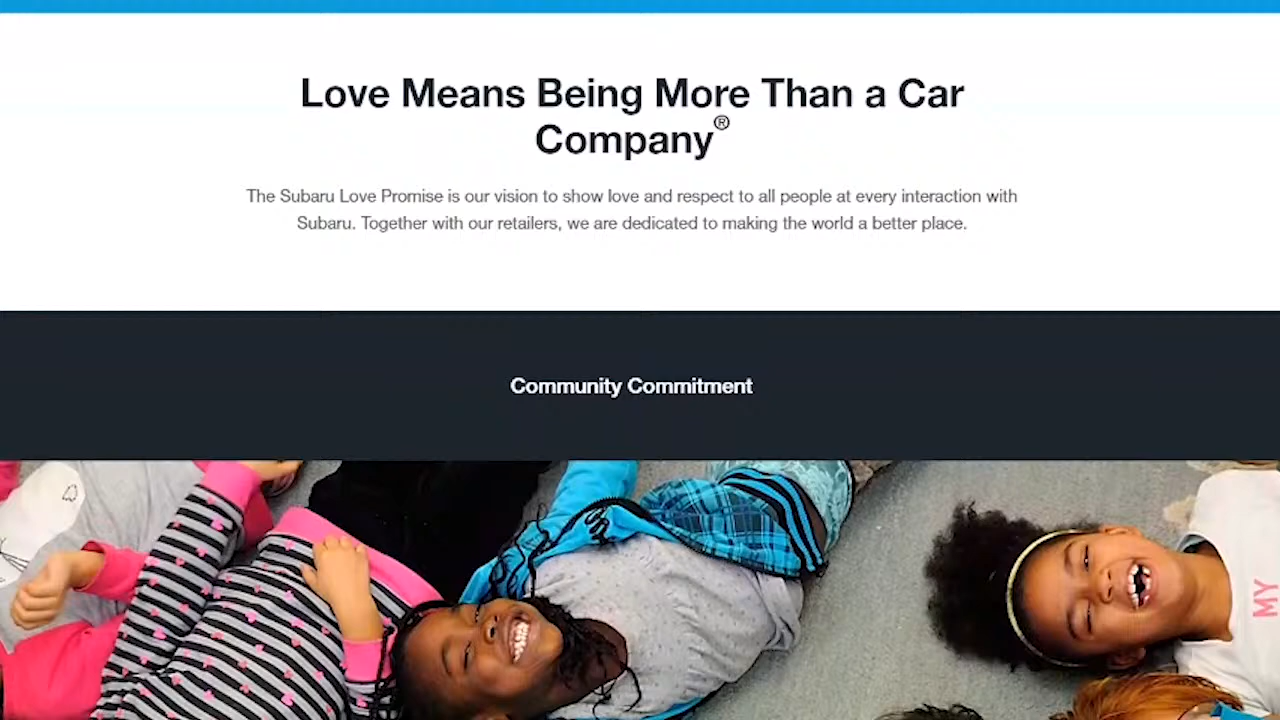 Love Means Being More Than a Car
Company®
The Subaru Love Promise is our vision to show love and respect to all people at every interaction with
Subaru. Together with our retailers, we are dedicated to making the world a better place.
Community Commitment
MY